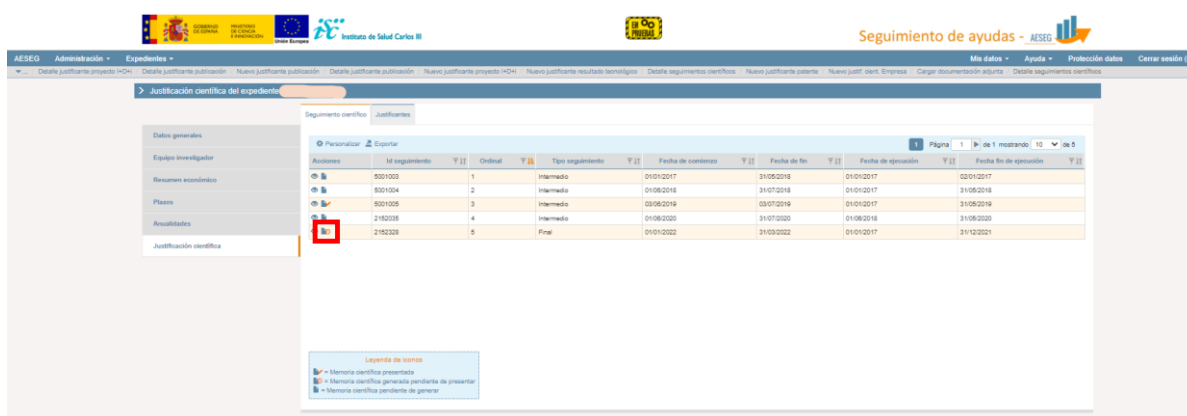 GOBIERNO DE ESPAÑA MINISTERIO DE CIENCIA E INNOVACIÓN Unión Europea Instituto de Salud Carlos III EN PRUEBAS Seguimiento de ayudas - AESEG
AESEG Administración Expedientes Mis datos Ayuda Protección datos Cerrar sesión (
Detalle justificante proyecto I+D+i Detalle justificante publicación Nuevo justificante publicación Detalle justificante publicación Nuevo justificante proyecto I+D+i Nuevo justificante resultado tecnológico Detalle seguimientos científicos Nuevo justificante patente Nuevo justif. cient. Empresa Cargar documentación adjunta Detalle seguimientos científicos
> Justificación científica del expediente
Seguimiento científico Justificantes
Datos generales
Equipo investigador
Resumen económico
Plazos
Anualidades
Justificación científica
Personalizar Exportar 1 Página 1 de 1 mostrando 10 de 5
Acciones Id seguimiento Ordinal Tipo seguimiento Fecha de comienzo Fecha de fin Fecha de ejecución Fecha fin de ejecución
5001003 1 Intermedio 01/01/2017 31/05/2018 01/01/2017 02/01/2017
5001004 2 Intermedio 01/06/2018 31/07/2018 01/01/2017 31/05/2018
5001005 3 Intermedio 03/06/2019 03/07/2019 01/01/2017 31/05/2019
2152035 4 Intermedio 01/06/2020 31/07/2020 01/06/2018 31/05/2020
2152328 5 Final 01/01/2022 31/03/2022 01/01/2017 31/12/2021
Leyenda de iconos
= Memoria científica presentada
= Memoria científica generada pendiente de presentar
= Memoria científica pendiente de generar